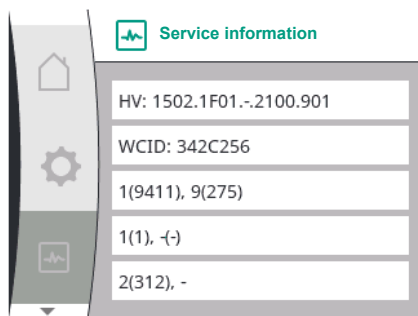 Service information
HV: 1502.1F01.-.2100.901
WCID: 342C256
1(9411), 9(275)
1(1), -(-)
2(312), -